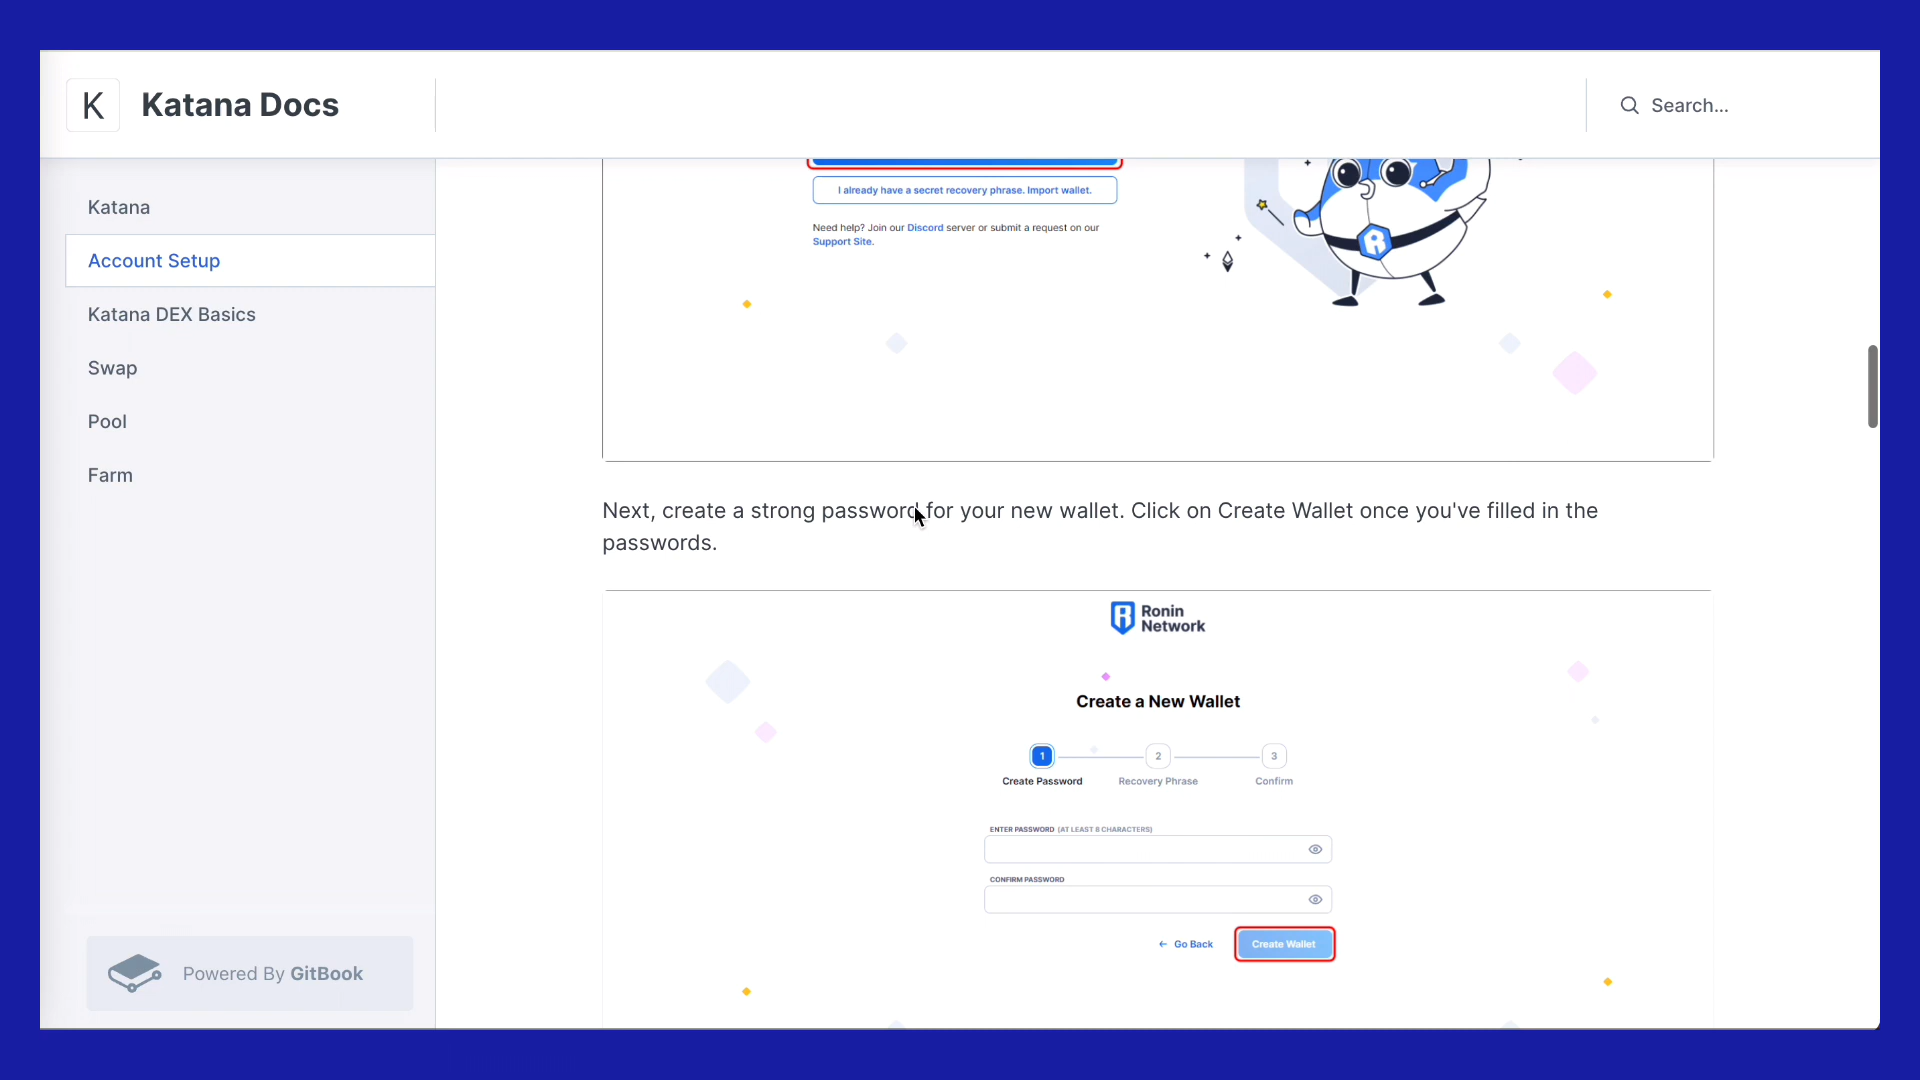 K
Katana Docs
Search...
Katana
Account Setup
Katana DEX Basics
Swap
Pool
Farm
Powered By GitBook
I already have a secret recovery phrase. Import wallet.
Need help? Join our Discord server or submit a request on our
Support Site.
Next, create a strong password for your new wallet. Click on Create Wallet once you've filled in the
passwords.
Ronin
Network
Create a New Wallet
1
2
3
Create Password
Recovery Phrase
Confirm
ENTER PASSWORD (AT LEAST 8 CHARACTERS)
CONFIRM PASSWORD
← Go Back
Create Wallet